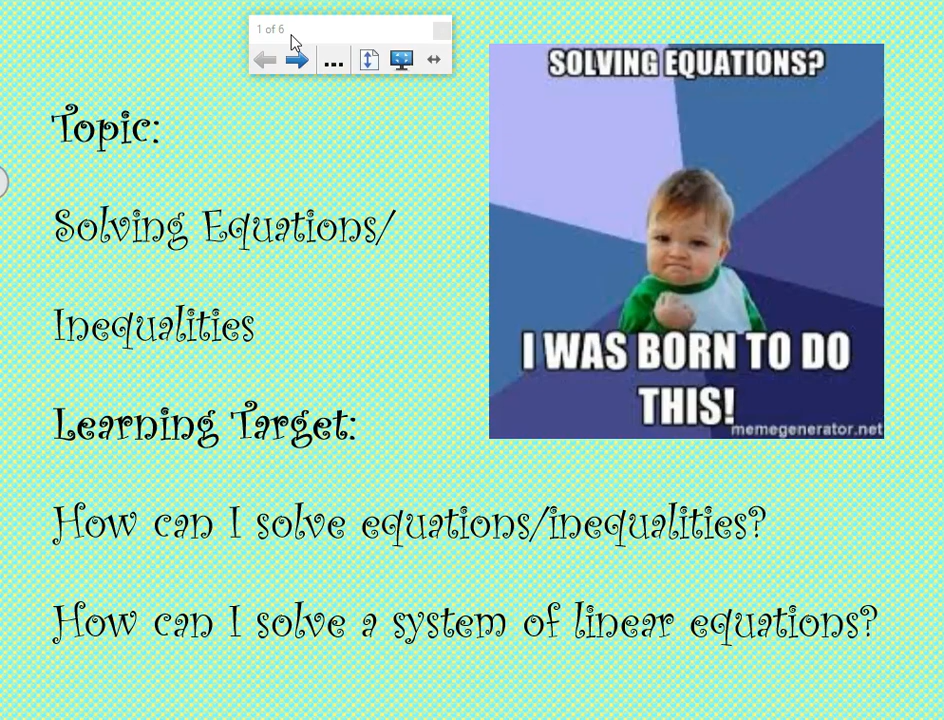 1 of 6
SOLVING EQUATIONS?
I WAS BORN TO DO
THIS!
memegenerator.net
Topic:
Solving Equations/
Inequalities
Learning Target:
How can I solve equations/inequalities?
How can I solve a system of linear equations?